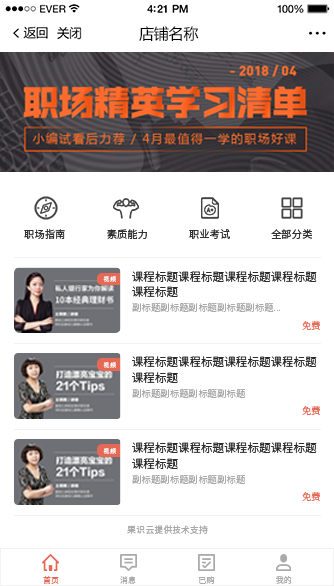 EVER
4:21 PM
100%
返回 关闭
店铺名称
- 2018 / 04
职场精英学习清单
小编试看后力荐 / 4月最值得一学的职场好课
职场指南
素质能力
职业考试
全部分类
视频
私人银行家为你解读
10本经典理财书
课程标题课程标题课程标题课程标题
课程标题
副标题副标题副标题副标题副标题...
免费
视频
打造漂亮宝宝的
21个Tips
课程标题课程标题课程标题课程标题
课程标题
副标题副标题副标题副标题
免费
视频
打造漂亮宝宝的
21个Tips
课程标题课程标题课程标题课程标题
课程标题
副标题副标题副标题副标题
免费
果识云提供技术支持
首页
消息
已购
我的